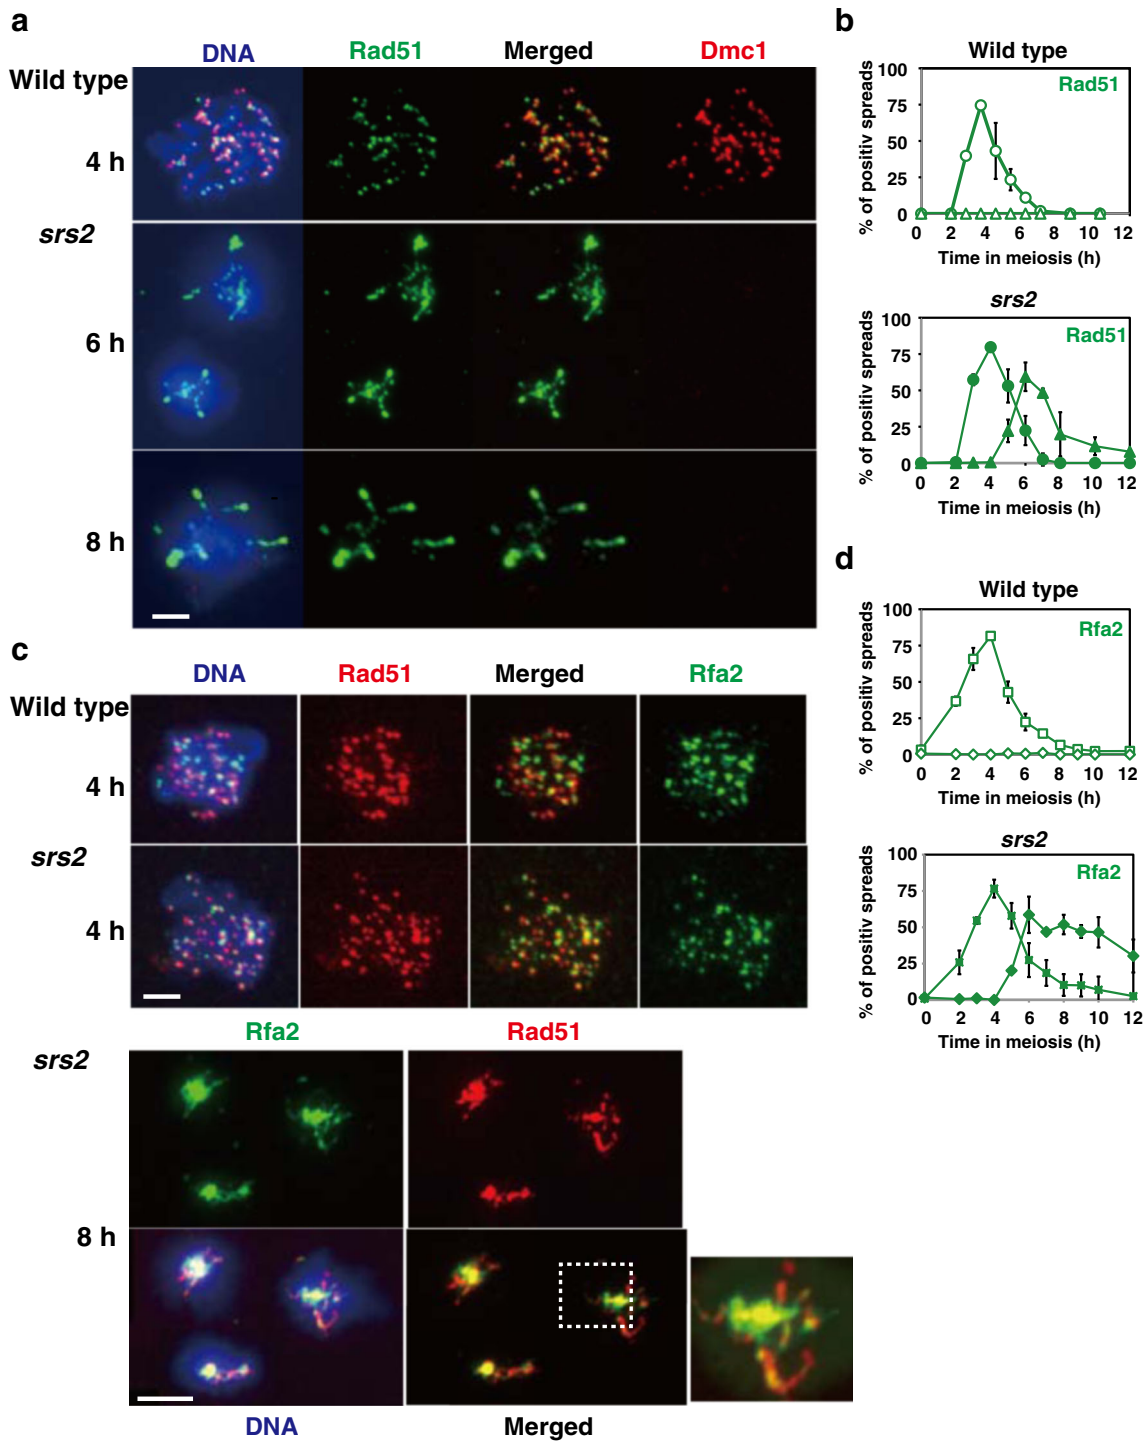 a
DNA Rad51 Merged Dmc1
Wild type
4 h
srs2
6 h
8 h
b
Wild type
Rad51
% of positive spreads
100
75
50
25
0
0 2 4 6 8 10 12
Time in meiosis (h)
srs2
Rad51
% of positiv spreads
100
75
50
25
0
0 2 4 6 8 10 12
Time in meiosis (h)
c
DNA Rad51 Merged Rfa2
Wild type
4 h
srs2
4 h
Rfa2 Rad51
srs2
8 h
DNA Merged
d
Wild type
Rfa2
% of positiv spreads
100
75
50
25
0
0 2 4 6 8 10 12
Time in meiosis (h)
srs2
Rfa2
% of positiv spreads
100
75
50
25
0
0 2 4 6 8 10 12
Time in meiosis (h)